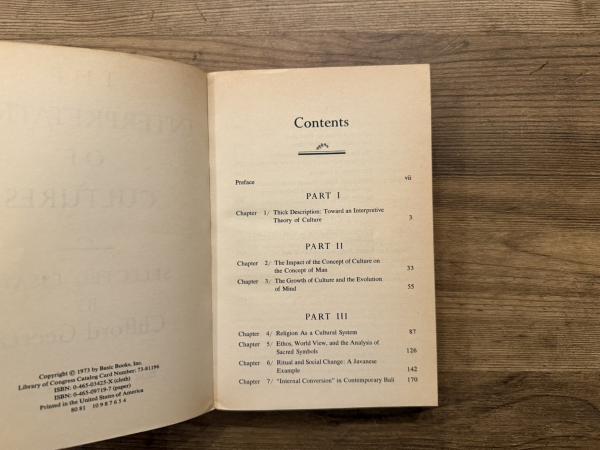 Copyright © 1973 by Basic Books, Inc.
Library of Congress Catalog Card Number: 73-81196
ISBN: 0-465-03425-X (cloth)
ISBN: 0-465-09719-7 (paper)
Printed in the United States of America
80 81 10 9 8 7 6 5 4
Contents
Preface vii
PART I
Chapter 1/ Thick Description: Toward an Interpretive
Theory of Culture 3
PART II
Chapter 2/ The Impact of the Concept of Culture on
the Concept of Man 33
Chapter 3/ The Growth of Culture and the Evolution
of Mind 55
PART III
Chapter 4/ Religion As a Cultural System 87
Chapter 5/ Ethos, World View, and the Analysis of
Sacred Symbols 126
Chapter 6/ Ritual and Social Change: A Javanese
Example 142
Chapter 7/ "Internal Conversion" in Contemporary Bali 170